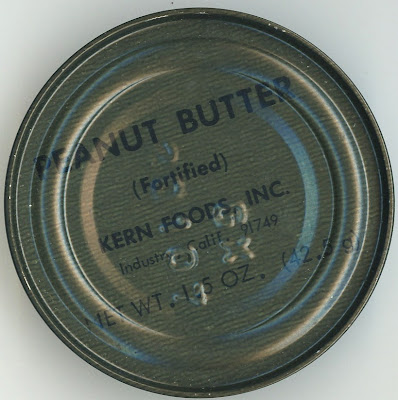 PEANUT BUTTER
(Fortified)
KERN FOODS, INC.
Industry, Calif. 91749
NET WT. 1.5 OZ. (42.5 g)